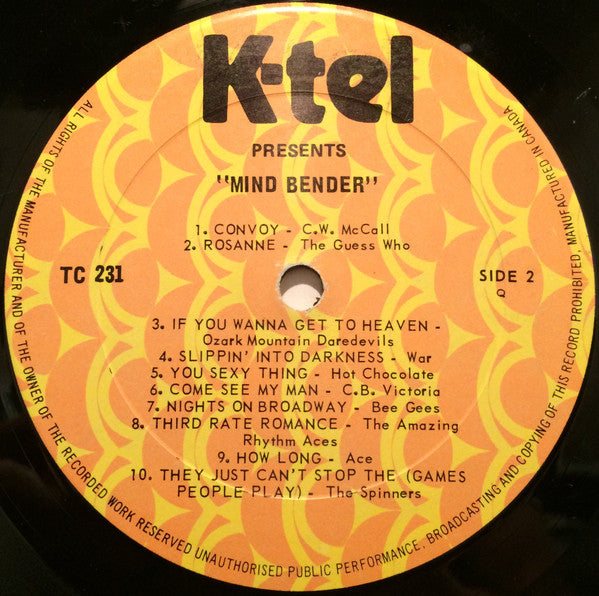 K-tel
PRESENTS
"MIND BENDER"
1. CONVOY - C.W. McCall
2. ROSANNE - The Guess Who
TC 231
SIDE 2
Q
3. IF YOU WANNA GET TO HEAVEN -
Ozark Mountain Daredevils
4. SLIPPIN' INTO DARKNESS - War
5. YOU SEXY THING - Hot Chocolate
6. COME SEE MY MAN - C.B. Victoria
7. NIGHTS ON BROADWAY - Bee Gees
8. THIRD RATE ROMANCE - The Amazing
Rhythm Aces
9. HOW LONG - Ace
10. THEY JUST CAN'T STOP THE (GAMES
PEOPLE PLAY) - The Spinners
ALL RIGHTS OF THE MANUFACTURER AND OF THE OWNER OF THE RECORDED WORK RESERVED UNAUTHORISED PUBLIC PERFORMANCE, BROADCASTING AND COPYING OF THIS RECORD PROHIBITED, MANUFACTURED IN CANADA